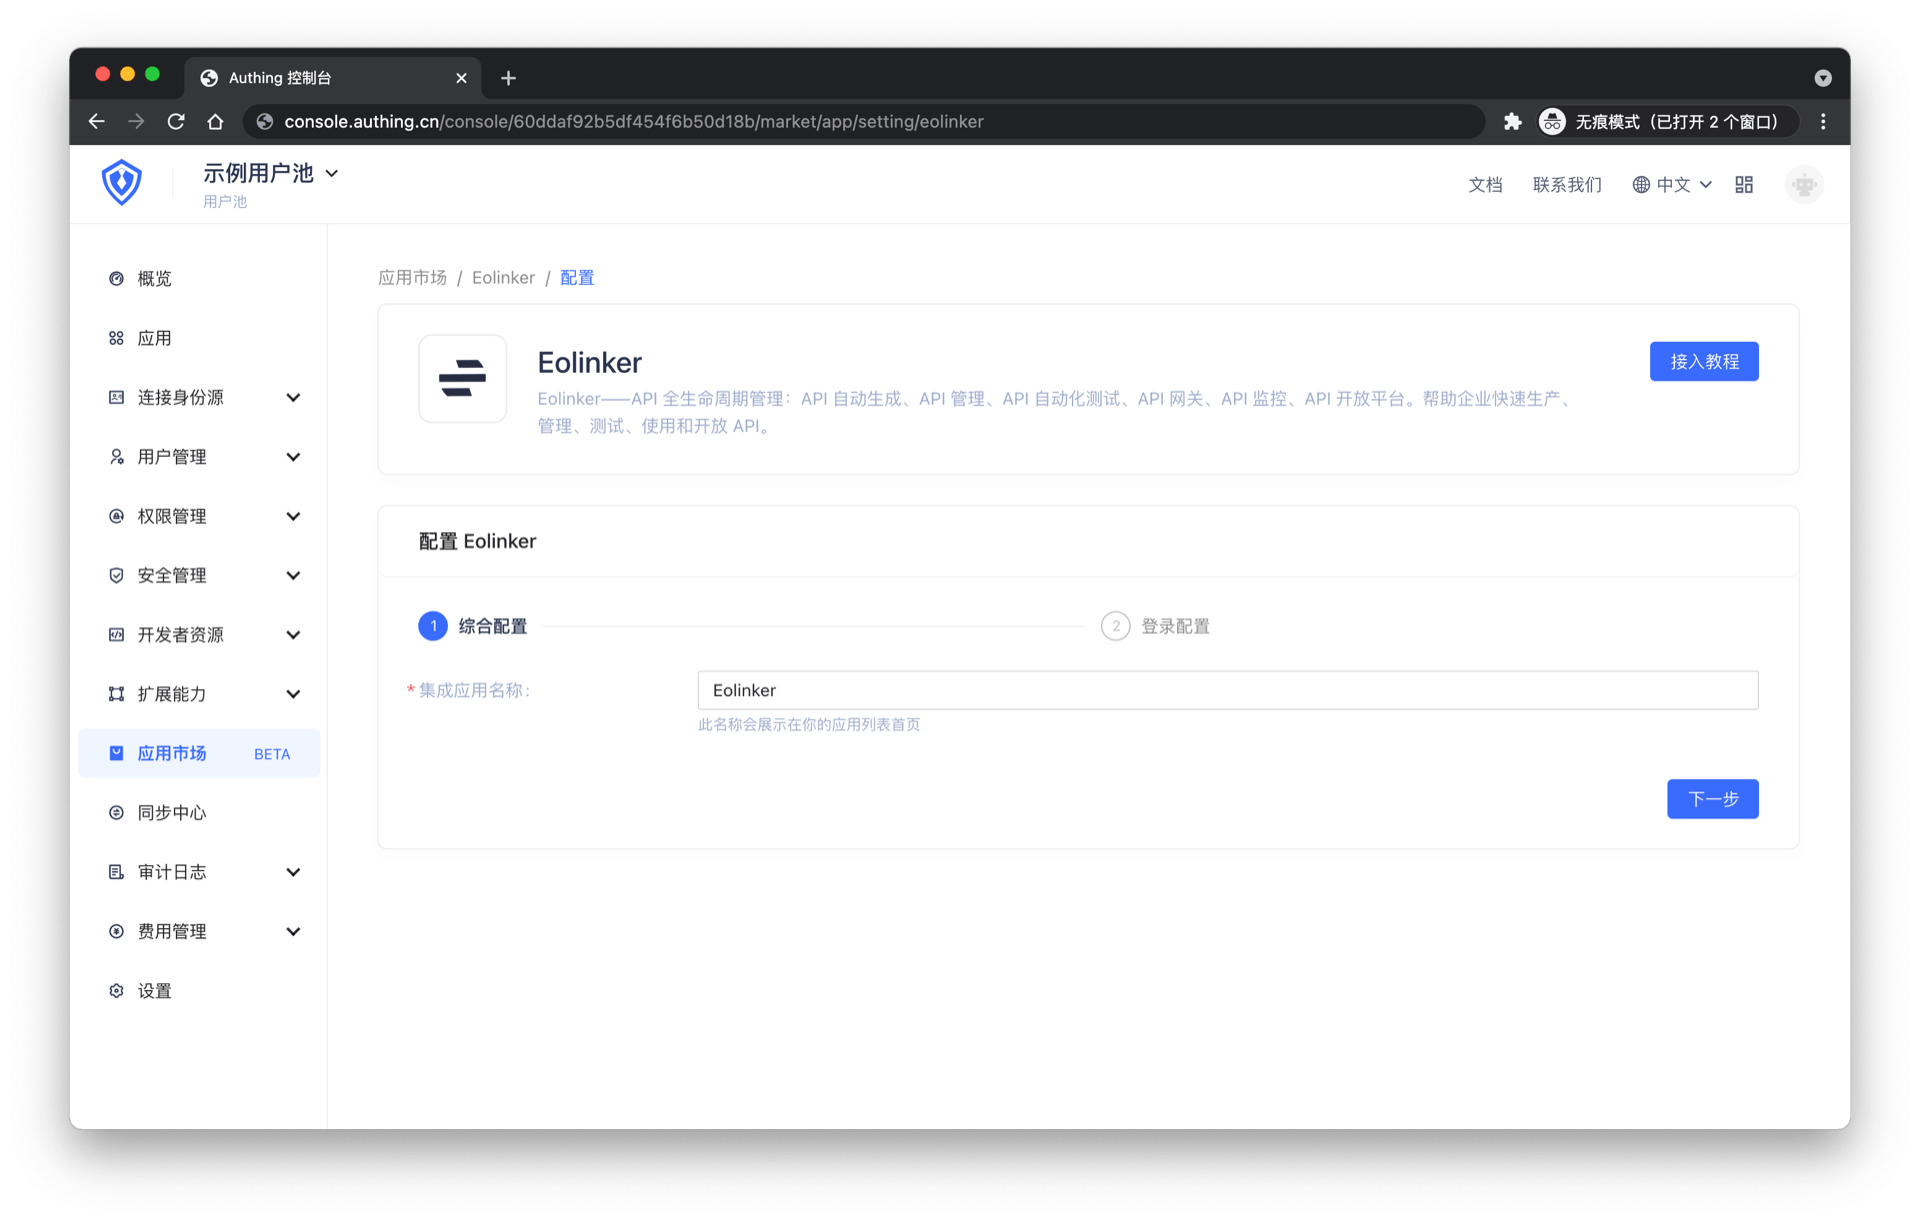 Authing 控制台
console.authing.cn/console/60ddaf92b5df454f6b50d18b/market/app/setting/eolinker
无痕模式（已打开 2 个窗口）
示例用户池
用户池
文档
联系我们
中文
概览
应用
连接身份源
用户管理
权限管理
安全管理
开发者资源
扩展能力
应用市场 BETA
同步中心
审计日志
费用管理
设置
应用市场 / Eolinker / 配置
Eolinker
接入教程
Eolinker——API 全生命周期管理：API 自动生成、API 管理、API 自动化测试、API 网关、API 监控、API 开放平台。帮助企业快速生产、
管理、测试、使用和开放 API。
配置 Eolinker
1 综合配置
2 登录配置
* 集成应用名称:
Eolinker
此名称会展示在你的应用列表首页
下一步